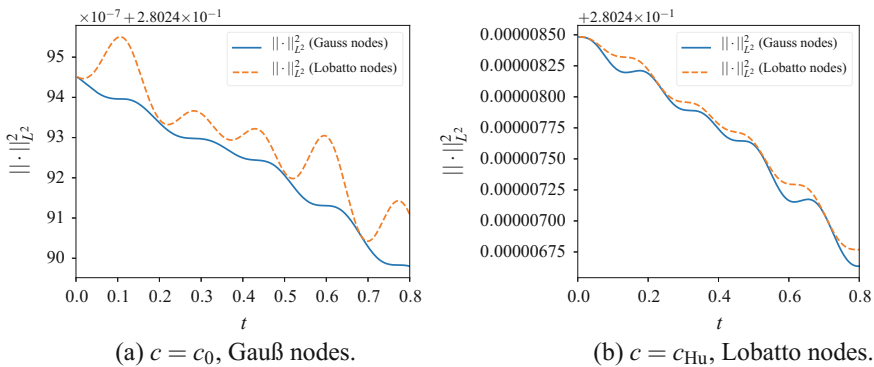 ×10⁻⁷+2.8024×10⁻¹
|| · ||²_{L²} (Gauss nodes)
|| · ||²_{L²} (Lobatto nodes)
|| · ||²_{L²}
95
94
93
92
91
90
0.0 0.1 0.2 0.3 0.4 0.5 0.6 0.7 0.8
t
(a) c = c₀, Gauß nodes.
+2.8024×10⁻¹
|| · ||²_{L²} (Gauss nodes)
|| · ||²_{L²} (Lobatto nodes)
|| · ||²_{L²}
0.00000850
0.00000825
0.00000800
0.00000775
0.00000750
0.00000725
0.00000700
0.00000675
0.0 0.2 0.4 0.6 0.8
t
(b) c = c_{Hu}, Lobatto nodes.